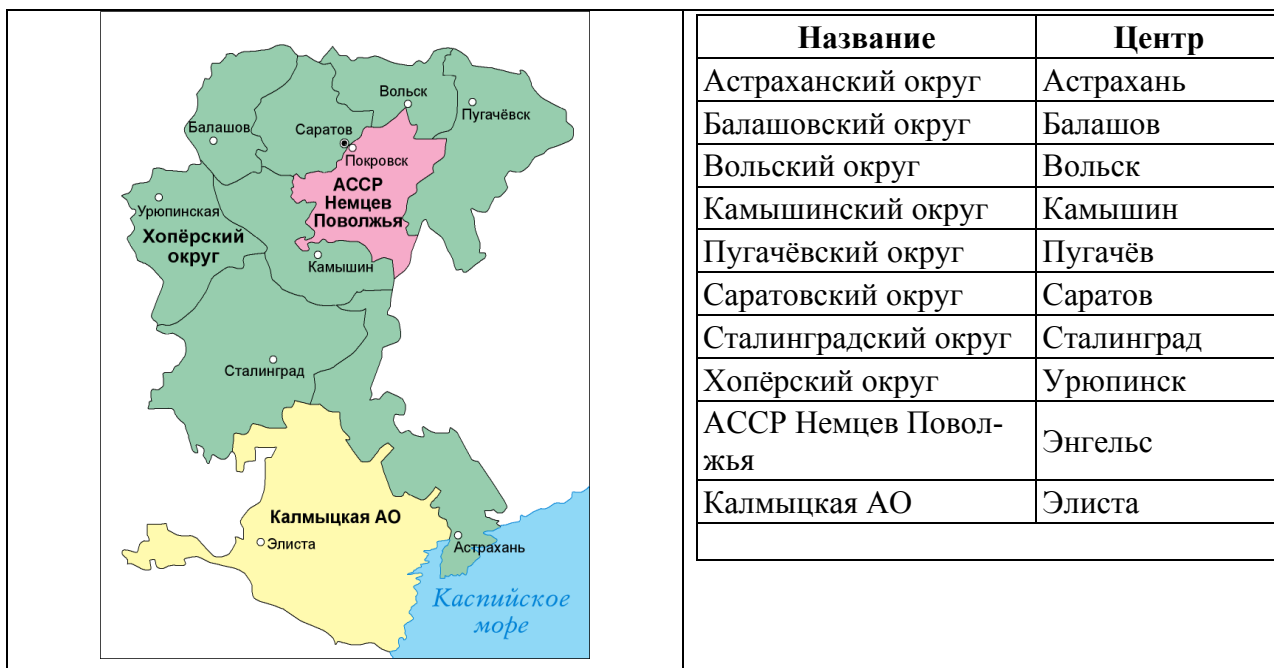 Вольск
Пугачёвск
Балашов
Саратов
Покровск
АССР
Немцев
Поволжья
Урюпинская
Хопёрский
округ
Камышин
Сталинград
Калмыцкая АО
Элиста
Астрахань
Каспийское
море
Название Центр
Астраханский округ Астрахань
Балашовский округ Балашов
Вольский округ Вольск
Камышинский округ Камышин
Пугачёвский округ Пугачёв
Саратовский округ Саратов
Сталинградский округ Сталинград
Хопёрский округ Урюпинск
АССР Немцев Повол-
жья Энгельс
Калмыцкая АО Элиста